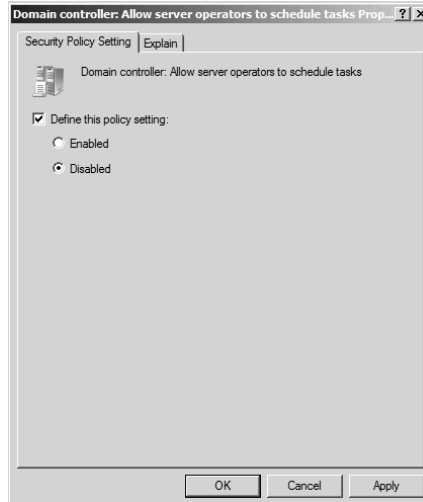 Domain controller: Allow server operators to schedule tasks Prop... ? X
Security Policy Setting Explain
Domain controller: Allow server operators to schedule tasks
Define this policy setting:
Enabled
Disabled
OK Cancel Apply